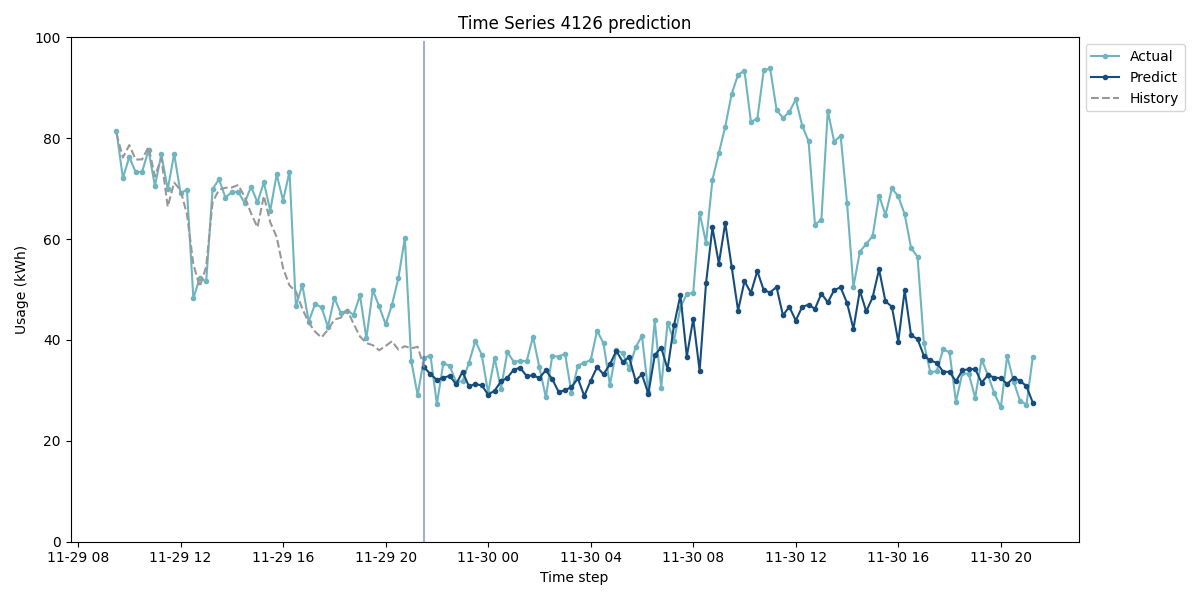 Time Series 4126 prediction
Actual
Predict
History
Usage (kWh)
100
80
60
40
20
0
11-29 08
11-29 12
11-29 16
11-29 20
11-30 00
11-30 04
11-30 08
11-30 12
11-30 16
11-30 20
Time step